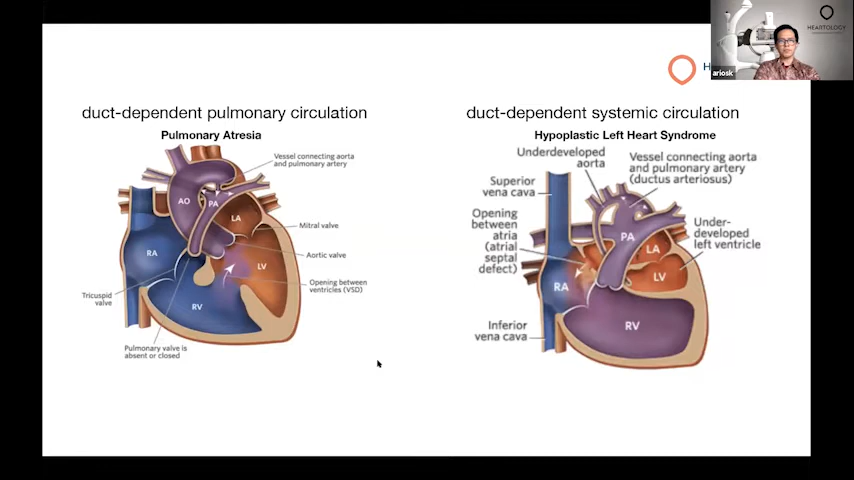 HEARTOLOGY
ariosk
H
duct-dependent pulmonary circulation
Pulmonary Atresia
Vessel connecting aorta
and pulmonary artery
AO
PA
LA
Mitral valve
RA
Aortic valve
LV
Opening between
ventricles (VSD)
Tricuspid
valve
RV
Pulmonary valve is
absent or closed
duct-dependent systemic circulation
Hypoplastic Left Heart Syndrome
Underdeveloped
aorta
Vessel connecting aorta
and pulmonary artery
(ductus arteriosus)
Superior
vena cava
Opening
between
atria
(atrial
septal
defect)
Under-
developed
left ventricle
PA
LA
LV
RA
RV
Inferior
vena cava